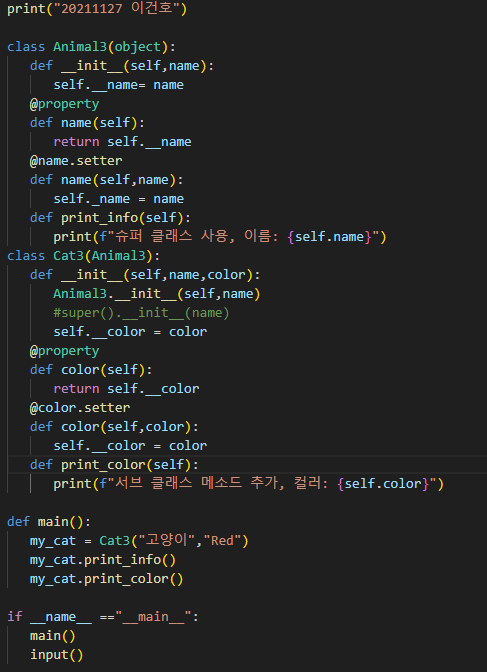 print("20211127 이건호")
class Animal3(object):
def __init__(self,name):
self.__name= name
@property
def name(self):
return self.__name
@name.setter
def name(self,name):
self._name = name
def print_info(self):
print(f"슈퍼 클래스 사용, 이름: {self.name}")
class Cat3(Animal3):
def __init__(self,name,color):
Animal3.__init__(self,name)
#super().__init__(name)
self.__color = color
@property
def color(self):
return self.__color
@color.setter
def color(self,color):
self.__color = color
def print_color(self):
print(f"서브 클래스 메소드 추가, 컬러: {self.color}")
def main():
my_cat = Cat3("고양이","Red")
my_cat.print_info()
my_cat.print_color()
if __name__ =="__main__":
main()
input()